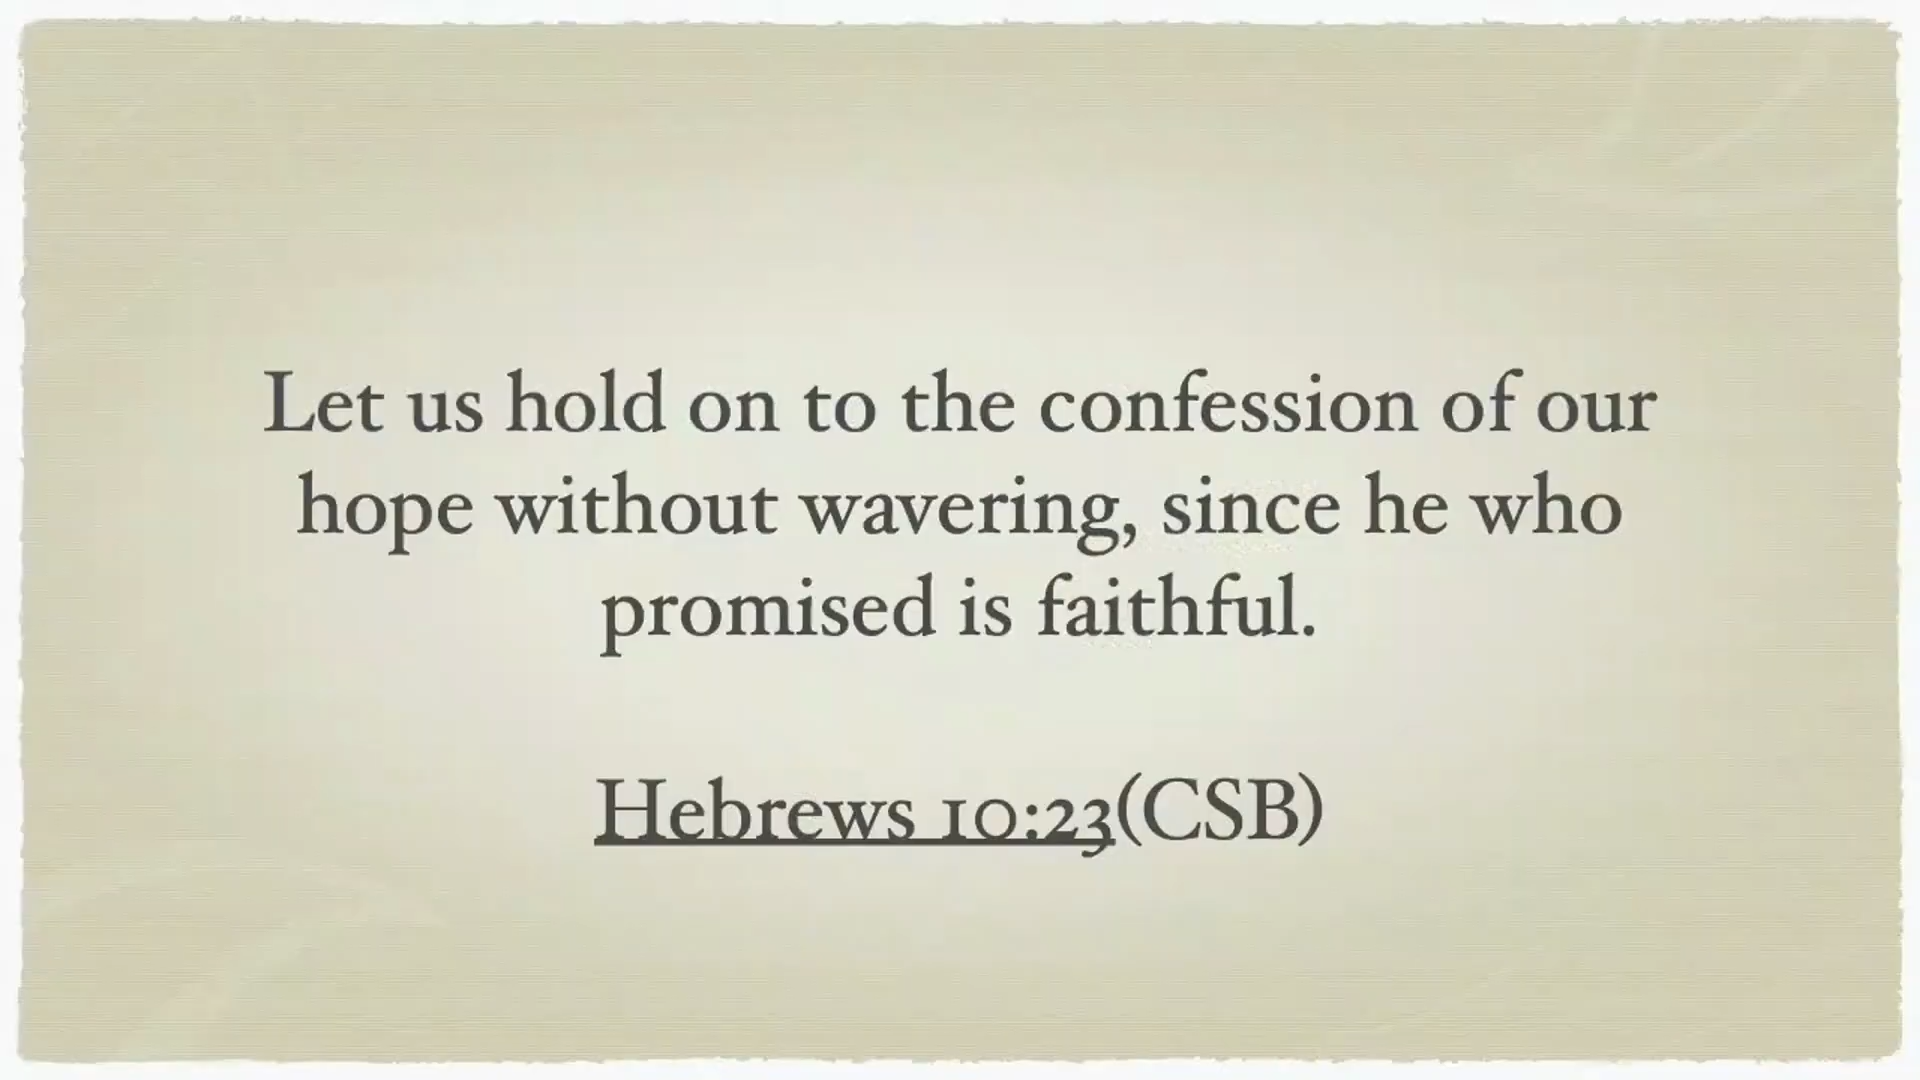 Let us hold on to the confession of our
hope without wavering, since he who
promised is faithful.
Hebrews 10:23(CSB)